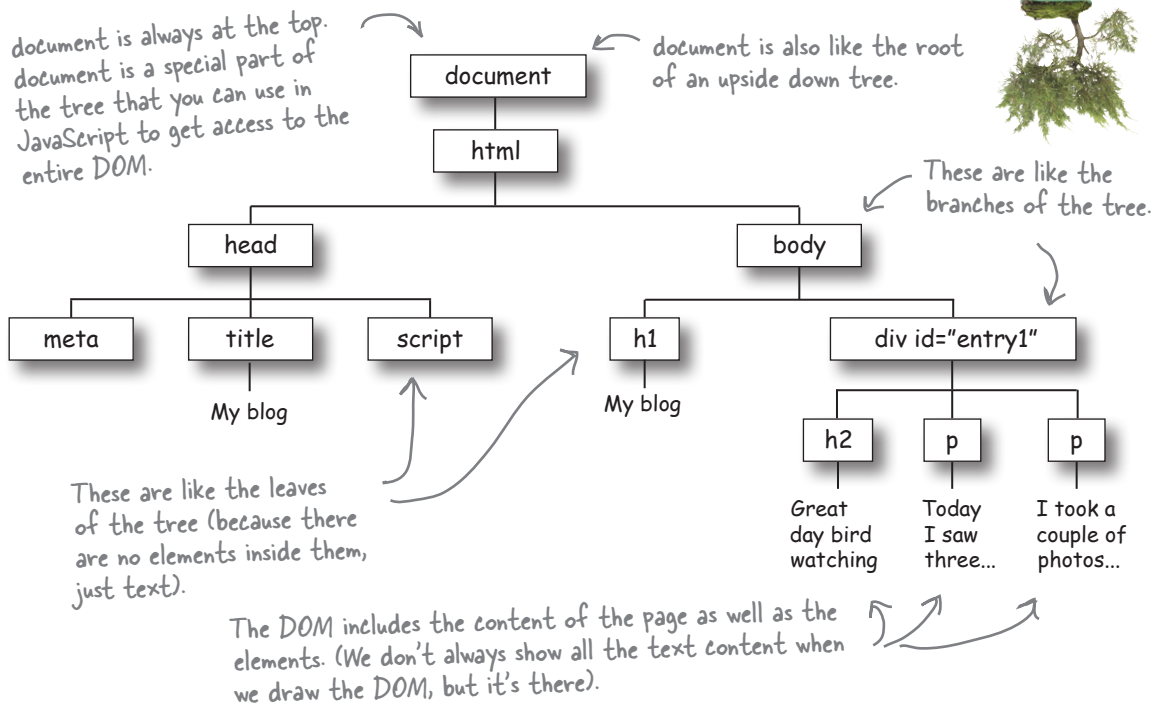 document is always at the top.
document is a special part of
the tree that you can use in
JavaScript to get access to the
entire DOM.
document
document is also like the root
of an upside down tree.
html
These are like the
branches of the tree.
head
body
meta
title
script
h1
div id="entry1"
My blog
My blog
h2
p
p
Great
day bird
watching
Today
I saw
three...
I took a
couple of
photos...
These are like the leaves
of the tree (because there
are no elements inside them,
just text).
The DOM includes the content of the page as well as the
elements. (We don't always show all the text content when
we draw the DOM, but it's there).